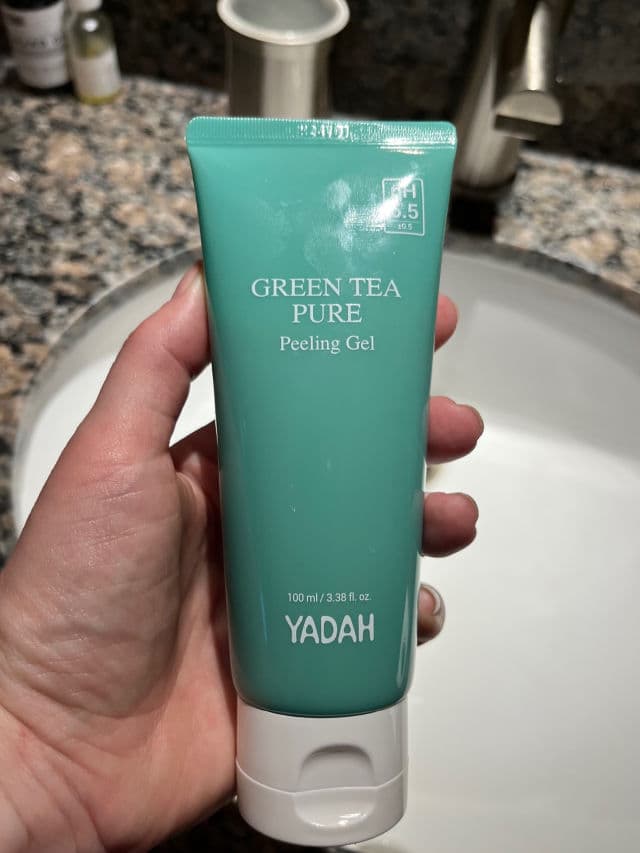 pH
5.5
±0.5
GREEN TEA
PURE
Peeling Gel
100 ml / 3.38 fl. oz.
YADAH